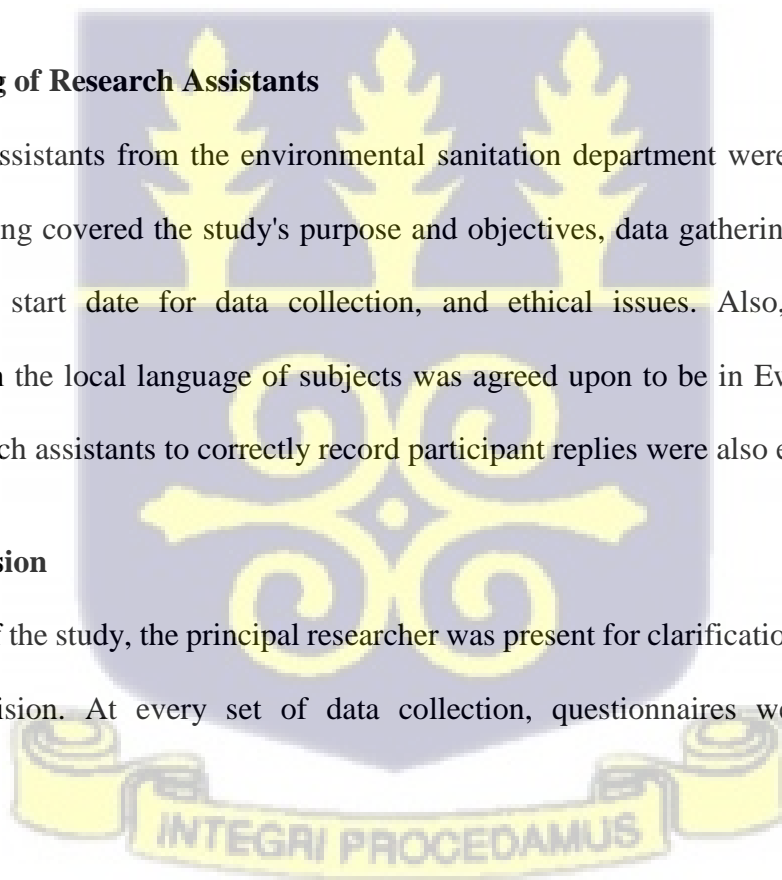 g of Research Assistants
ssistants from the environmental sanitation department were
ing covered the study's purpose and objectives, data gatherin
start date for data collection, and ethical issues. Also,
the local language of subjects was agreed upon to be in Ew
ch assistants to correctly record participant replies were also e
sion
f the study, the principal researcher was present for clarificatio
ision. At every set of data collection, questionnaires we
INTEGRI PROCEDAMUS